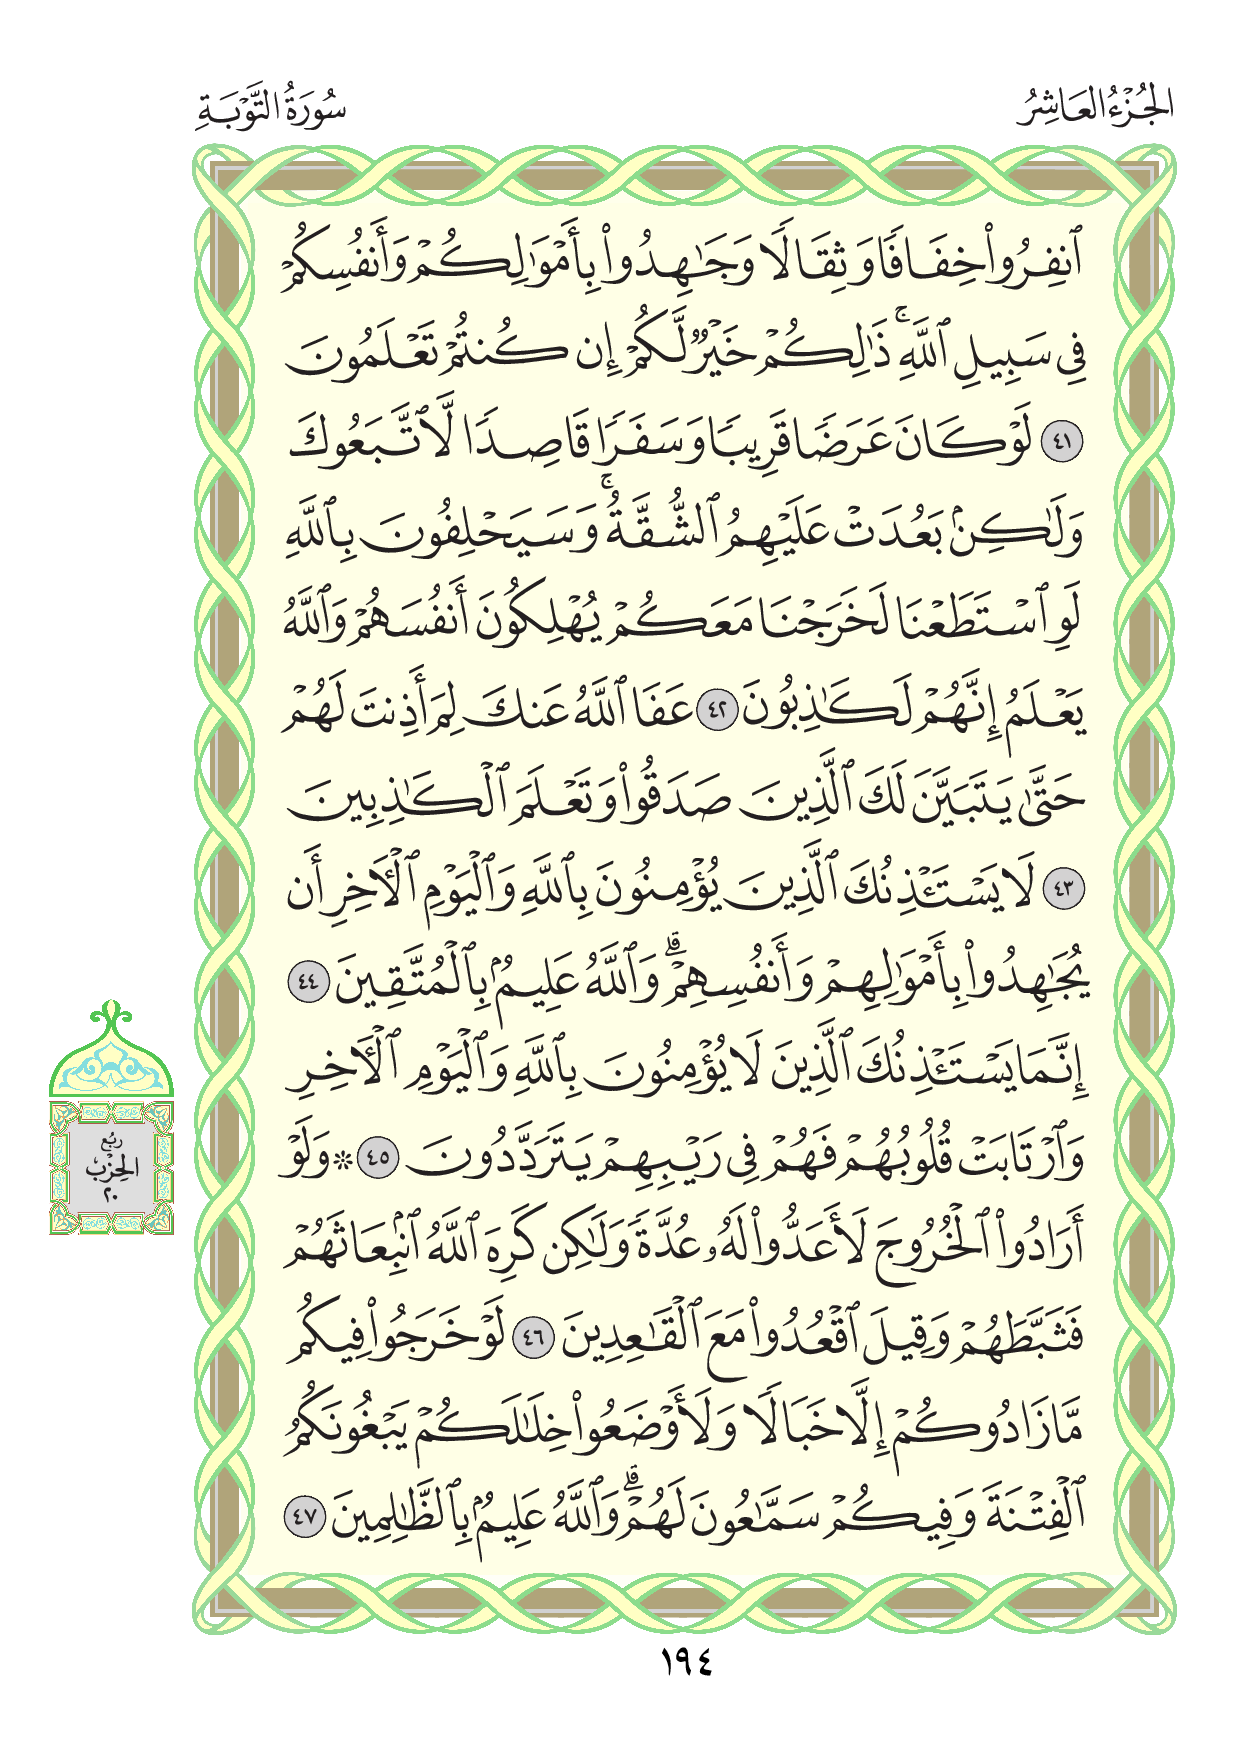 الجُزْءُ العَاشِرُ
سُورَةُ التَّوْبَةِ
ٱنفِرُوا۟ خِفَافًا وَثِقَالًا وَجَٰهِدُوا۟ بِأَمْوَٰلِكُمْ وَأَنفُسِكُمْ
فِى سَبِيلِ ٱللَّهِ ۚ ذَٰلِكُمْ خَيْرٌ لَّكُمْ إِن كُنتُمْ تَعْلَمُونَ
٤١ لَوْ كَانَ عَرَضًا قَرِيبًا وَسَفَرًا قَاصِدًا لَّٱتَّبَعُوكَ
وَلَٰكِنۢ بَعُدَتْ عَلَيْهِمُ ٱلشُّقَّةُ ۚ وَسَيَحْلِفُونَ بِٱللَّهِ
لَوِ ٱسْتَطَعْنَا لَخَرَجْنَا مَعَكُمْ يُهْلِكُونَ أَنفُسَهُمْ وَٱللَّهُ
يَعْلَمُ إِنَّهُمْ لَكَٰذِبُونَ ٤٢ عَفَا ٱللَّهُ عَنكَ لِمَ أَذِنتَ لَهُمْ
حَتَّىٰ يَتَبَيَّنَ لَكَ ٱلَّذِينَ صَدَقُوا۟ وَتَعْلَمَ ٱلْكَٰذِبِينَ
٤٣ لَا يَسْتَـْٔذِنُكَ ٱلَّذِينَ يُؤْمِنُونَ بِٱللَّهِ وَٱلْيَوْمِ ٱلْـَٔاخِرِ أَن
يُجَٰهِدُوا۟ بِأَمْوَٰلِهِمْ وَأَنفُسِهِمْ ۗ وَٱللَّهُ عَلِيمٌۢ بِٱلْمُتَّقِينَ ٤٤
إِنَّمَا يَسْتَـْٔذِنُكَ ٱلَّذِينَ لَا يُؤْمِنُونَ بِٱللَّهِ وَٱلْيَوْمِ ٱلْـَٔاخِرِ
وَٱرْتَابَتْ قُلُوبُهُمْ فَهُمْ فِى رَيْبِهِمْ يَتَرَدَّدُونَ ٤٥ * وَلَوْ
أَرَادُوا۟ ٱلْخُرُوجَ لَأَعَدُّوا۟ لَهُۥ عُدَّةً وَلَٰكِن كَرِهَ ٱللَّهُ ٱنۢبِعَاثَهُمْ
فَثَبَّطَهُمْ وَقِيلَ ٱقْعُدُوا۟ مَعَ ٱلْقَٰعِدِينَ ٤٦ لَوْ خَرَجُوا۟ فِيكُم
مَّا زَادُوكُمْ إِلَّا خَبَالًا وَلَأَوْضَعُوا۟ خِلَٰلَكُمْ يَبْغُونَكُمُ
ٱلْفِتْنَةَ وَفِيكُمْ سَمَّٰعُونَ لَهُمْ ۗ وَٱللَّهُ عَلِيمٌۢ بِٱلظَّٰلِمِينَ ٤٧
ربع
الحِزْب
٢٠
١٩٤